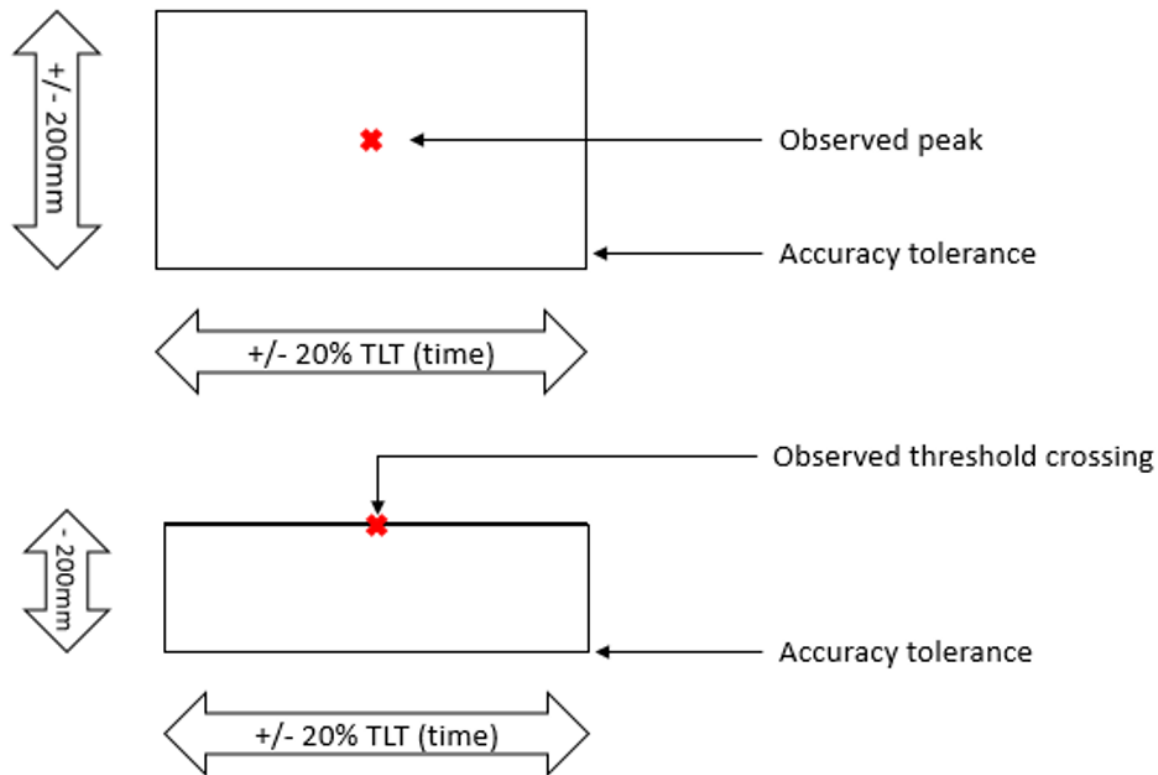 +/- 200mm
Observed peak
Accuracy tolerance
+/- 20% TLT (time)
Observed threshold crossing
- 200mm
Accuracy tolerance
+/- 20% TLT (time)